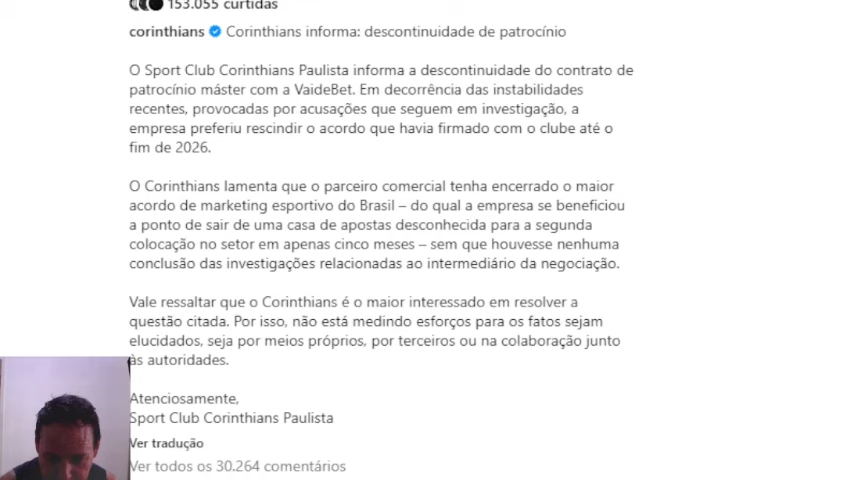 153.055 curtidas
corinthians Corinthians informa: descontinuidade de patrocínio
O Sport Club Corinthians Paulista informa a descontinuidade do contrato de
patrocínio máster com a VaideBet. Em decorrência das instabilidades
recentes, provocadas por acusações que seguem em investigação, a
empresa preferiu rescindir o acordo que havia firmado com o clube até o
fim de 2026.
O Corinthians lamenta que o parceiro comercial tenha encerrado o maior
acordo de marketing esportivo do Brasil – do qual a empresa se beneficiou
a ponto de sair de uma casa de apostas desconhecida para a segunda
colocação no setor em apenas cinco meses – sem que houvesse nenhuma
conclusão das investigações relacionadas ao intermediário da negociação.
Vale ressaltar que o Corinthians é o maior interessado em resolver a
questão citada. Por isso, não está medindo esforços para os fatos sejam
elucidados, seja por meios próprios, por terceiros ou na colaboração junto
às autoridades.
Atenciosamente,
Sport Club Corinthians Paulista
Ver tradução
Ver todos os 30.264 comentários